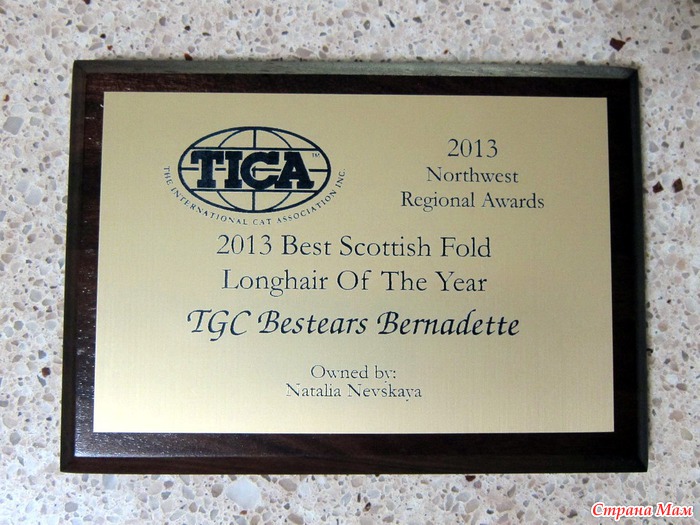 TICA™
THE INTERNATIONAL CAT ASSOCIATION INC.
2013
Northwest
Regional Awards
2013 Best Scottish Fold
Longhair Of The Year
TGC Bestears Bernadette
Owned by:
Natalia Nevskaya
Страна Мам